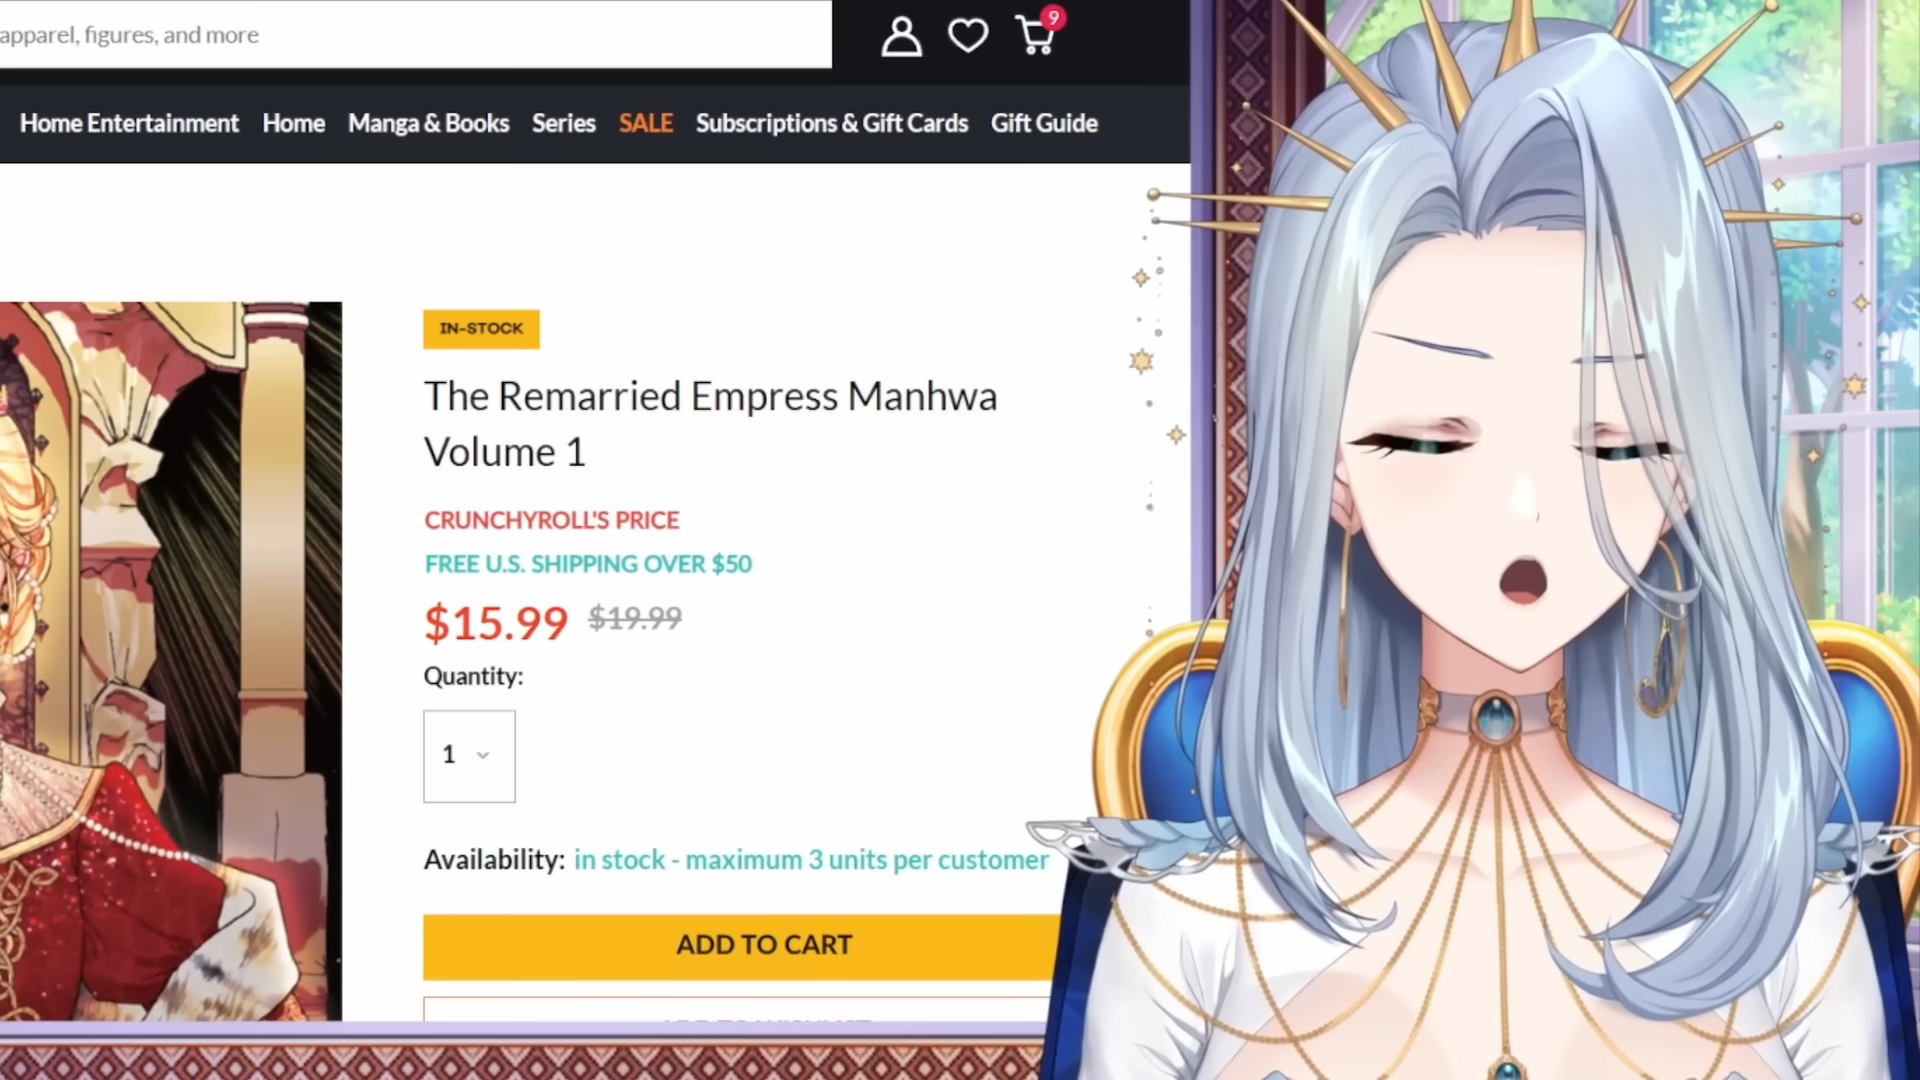 apparel, figures, and more
9
Home Entertainment Home Manga & Books Series SALE Subscriptions & Gift Cards Gift Guide
IN-STOCK
The Remarried Empress Manhwa
Volume 1
CRUNCHYROLL'S PRICE
FREE U.S. SHIPPING OVER $50
$15.99 $19.99
Quantity:
1
Availability: in stock - maximum 3 units per customer
ADD TO CART